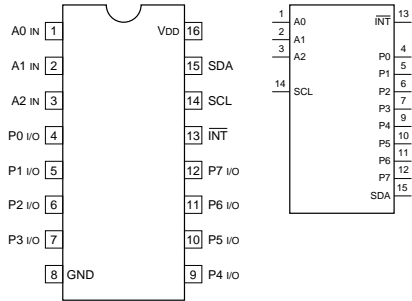 A0 IN 1 VDD 16
A1 IN 2 15 SDA
A2 IN 3 14 SCL
P0 I/O 4 13 INT
P1 I/O 5 12 P7 I/O
P2 I/O 6 11 P6 I/O
P3 I/O 7 10 P5 I/O
8 GND 9 P4 I/O
1 A0 INT 13
2 A1
3 A2 P0 4
P1 5
14 SCL P2 6
P3 7
P4 9
P5 10
P6 11
P7 12
SDA 15